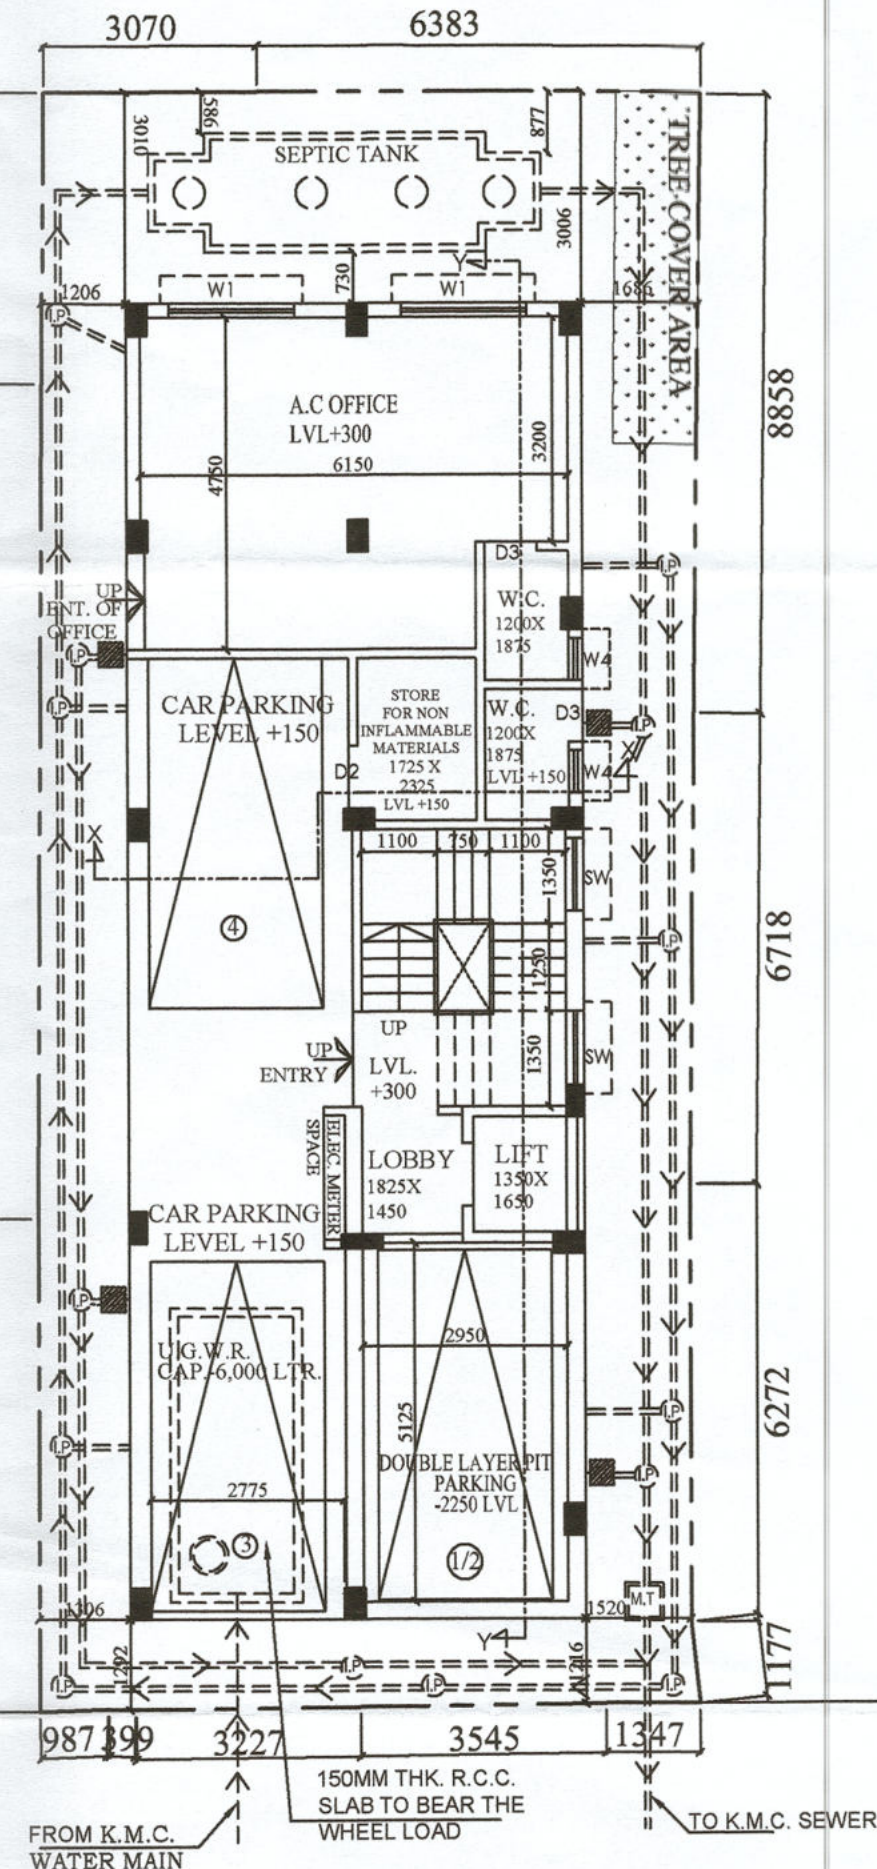 3070
6383
586
3010
877
SEPTIC TANK
TREE COVER AREA
3006
Y
730
W1
W1
1206
1686
I.P
A.C OFFICE
LVL+300
6150
4750
3200
8858
D3
I.P
UP
ENT. OF
OFFICE
W.C.
1200X
1875
W4
I.P
I.P
CAR PARKING
LEVEL +150
STORE
FOR NON
INFLAMMABLE
MATERIALS
1725 X
2325
LVL +150
W.C.
D3
1200X
1875
LVL +150
I.P
W4
X
D2
X
1100
750
1100
1350
SW
4
1250
I.P
6718
UP
UP
ENTRY
LVL.
+300
1350
SW
ELEC. METER
SPACE
LOBBY
1825X
1450
LIFT
1350X
1650
CAR PARKING
LEVEL +150
I.P
U.G.W.R.
CAP.-6,000 LTR.
2950
6272
I.P
5125
I.P
DOUBLE LAYER PIT
PARKING
-2250 LVL
2775
I.P
3
1/2
M.T
1306
1520
1292
Y
1216
1177
I.P
I.P
I.P
I.P
987
399
3227
3545
1347
150MM THK. R.C.C.
SLAB TO BEAR THE
WHEEL LOAD
FROM K.M.C.
WATER MAIN
TO K.M.C. SEWER